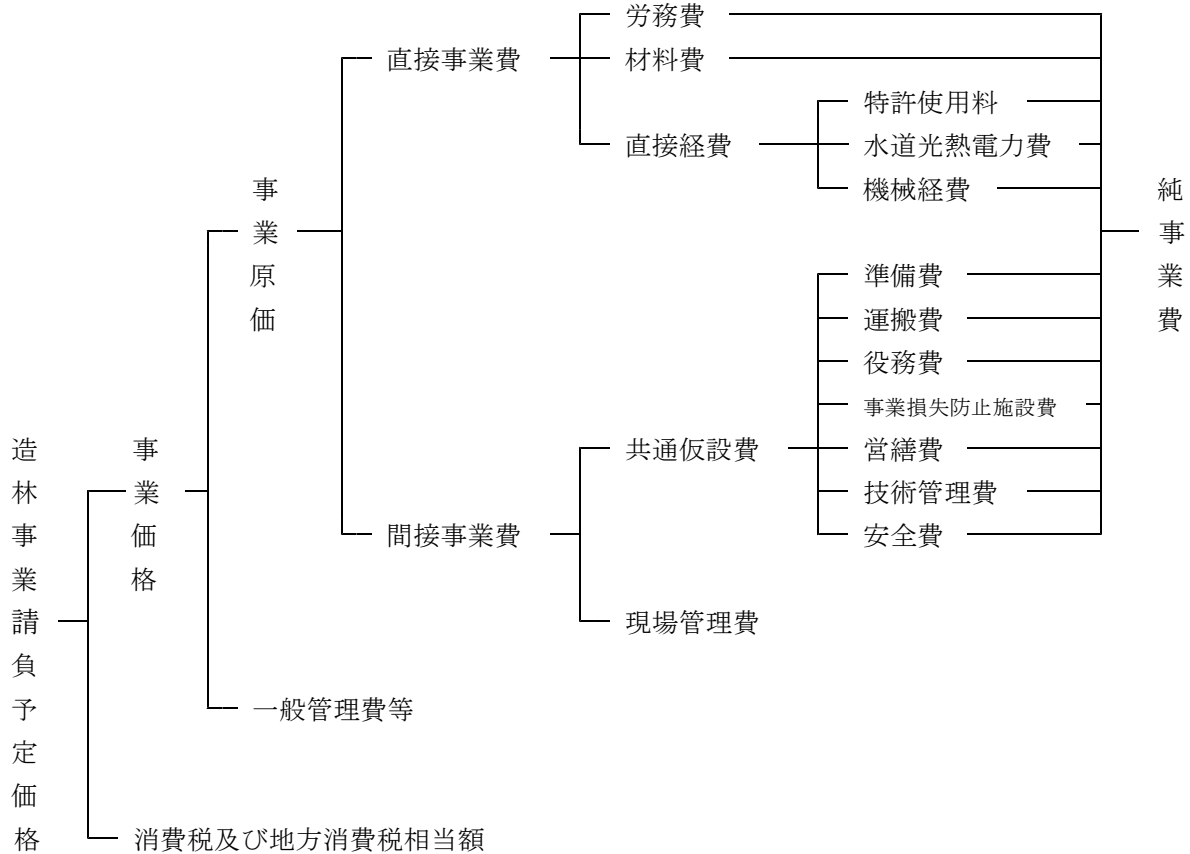 造林事業請負予定価格
事業価格
事業原価
直接事業費
労務費
材料費
直接経費
特許使用料
水道光熱電力費
機械経費
間接事業費
共通仮設費
準備費
運搬費
役務費
事業損失防止施設費
営繕費
技術管理費
安全費
現場管理費
純事業費
一般管理費等
消費税及び地方消費税相当額